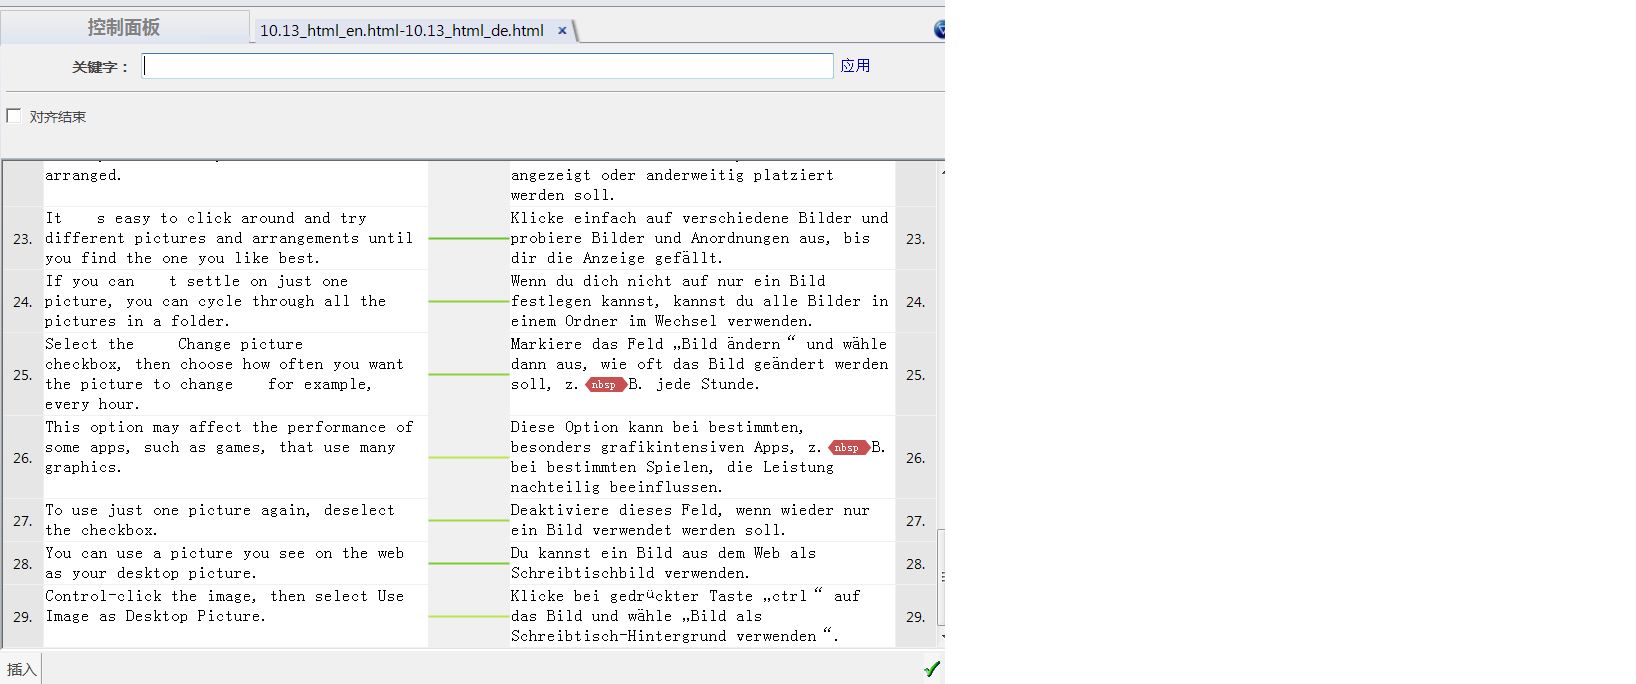 控制面板
10.13_html_en.html-10.13_html_de.html
关键字：
应用
对齐结束
arranged.
angezeigt oder anderweitig platziert
werden soll.
23.
It s easy to click around and try
different pictures and arrangements until
you find the one you like best.
Klicke einfach auf verschiedene Bilder und
probiere Bilder und Anordnungen aus, bis
dir die Anzeige gefällt.
23.
24.
If you can t settle on just one
picture, you can cycle through all the
pictures in a folder.
Wenn du dich nicht auf nur ein Bild
festlegen kannst, kannst du alle Bilder in
einem Ordner im Wechsel verwenden.
24.
25.
Select the Change picture
checkbox, then choose how often you want
the picture to change for example,
every hour.
Markiere das Feld „Bild ändern“ und wähle
dann aus, wie oft das Bild geändert werden
soll, z. nbsp B. jede Stunde.
25.
26.
This option may affect the performance of
some apps, such as games, that use many
graphics.
Diese Option kann bei bestimmten,
besonders grafikintensiven Apps, z. nbsp B.
bei bestimmten Spielen, die Leistung
nachteilig beeinflussen.
26.
27.
To use just one picture again, deselect
the checkbox.
Deaktiviere dieses Feld, wenn wieder nur
ein Bild verwendet werden soll.
27.
28.
You can use a picture you see on the web
as your desktop picture.
Du kannst ein Bild aus dem Web als
Schreibtischbild verwenden.
28.
29.
Control-click the image, then select Use
Image as Desktop Picture.
Klicke bei gedrückter Taste „ctrl“ auf
das Bild und wähle „Bild als
Schreibtisch-Hintergrund verwenden“.
29.
插入